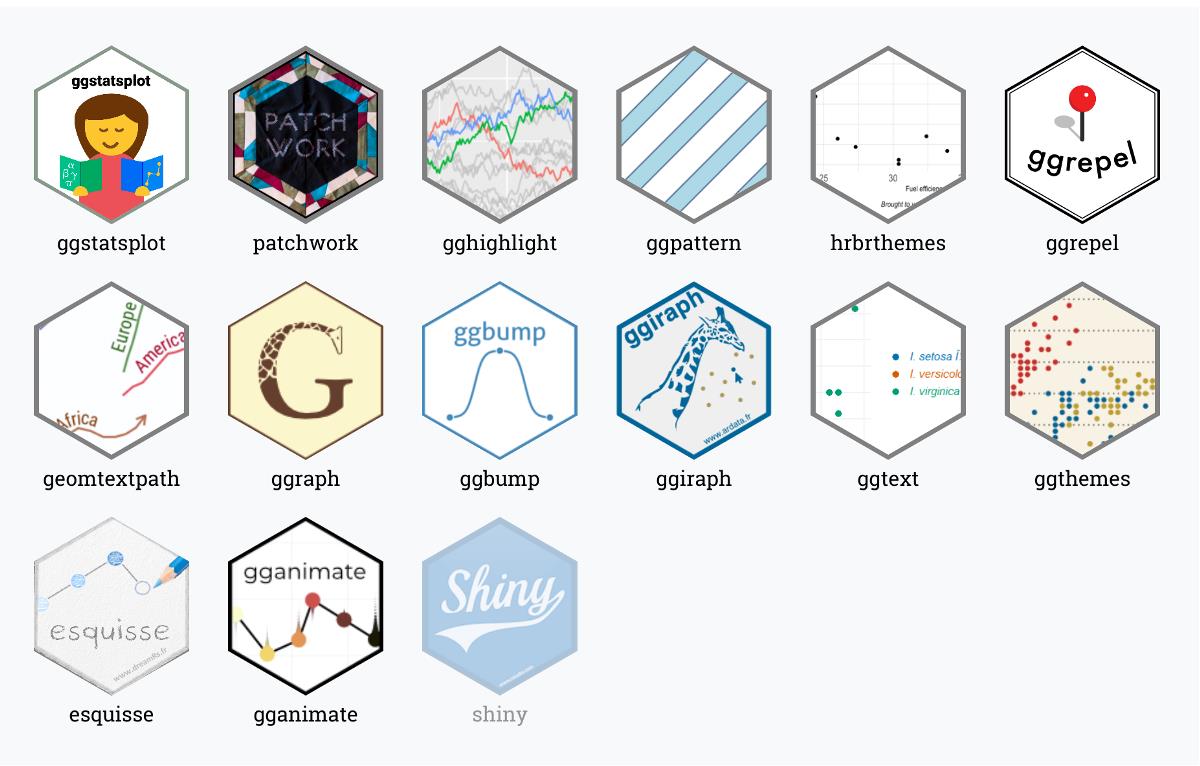 ggstatsplot
α
β γ
π
PATCH
WORK
25
30
Fuel efficienc
Brought to y
ggrepel
ggstatsplot
patchwork
gghighlight
ggpattern
hrbrthemes
ggrepel
Europe
America
Africa
G
ggbump
ggiraph
www.ardata.fr
I. setosa
I. versicolo
I. virginica
geomtextpath
ggraph
ggbump
ggiraph
ggtext
ggthemes
esquisse
www.dreamRs.fr
gganimate
Shiny
esquisse
gganimate
shiny